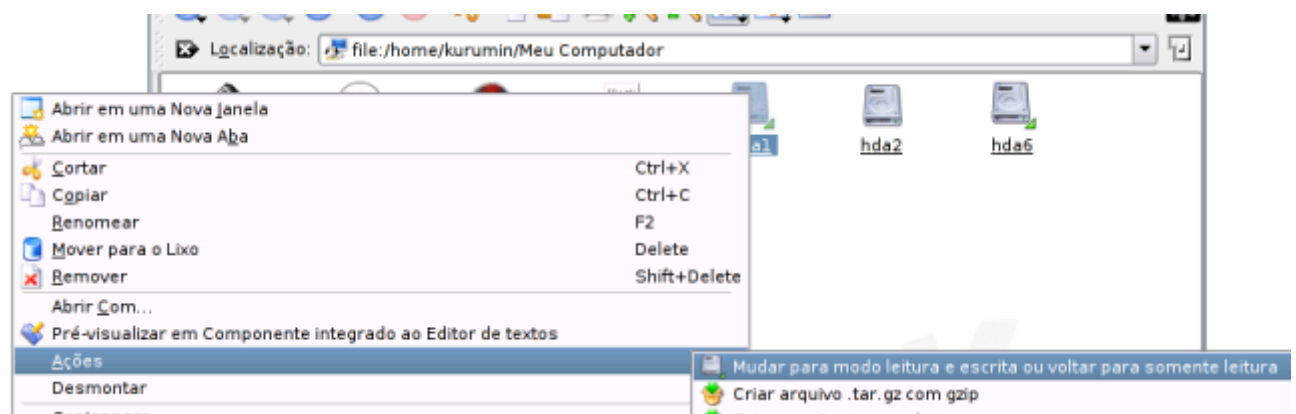 Localização: file:/home/kurumin/Meu Computador
Abrir em uma Nova Janela
Abrir em uma Nova Aba
hda2 hda6
Cortar Ctrl+X
Copiar Ctrl+C
Renomear F2
Mover para o Lixo Delete
Remover Shift+Delete
Abrir Com...
Pré-visualizar em Componente integrado ao Editor de textos
Ações
Mudar para modo leitura e escrita ou voltar para somente leitura
Desmontar
Criar arquivo .tar.gz com gzip